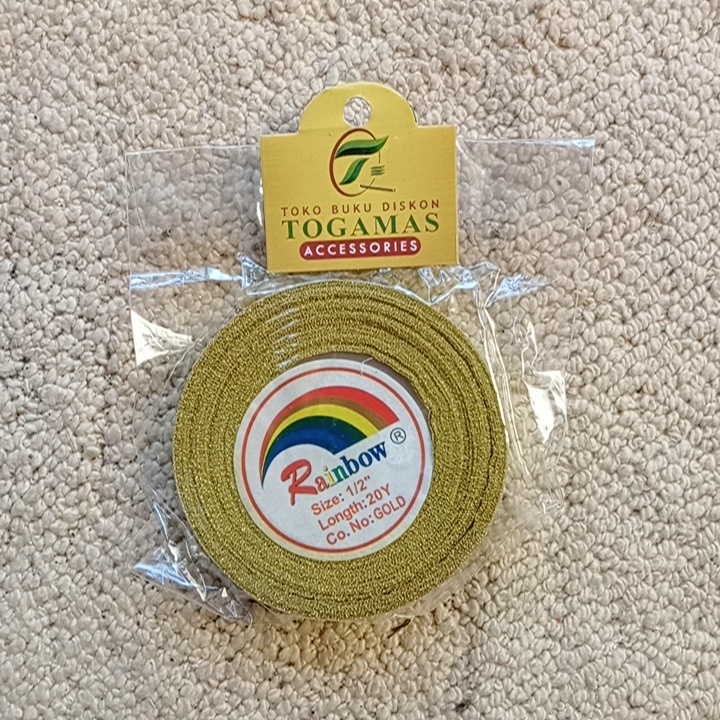 TOKO BUKU DISKON
TOGAMAS
ACCESSORIES
Rainbow ®
Size: 1/2"
Length: 20Y
Co. No: GOLD